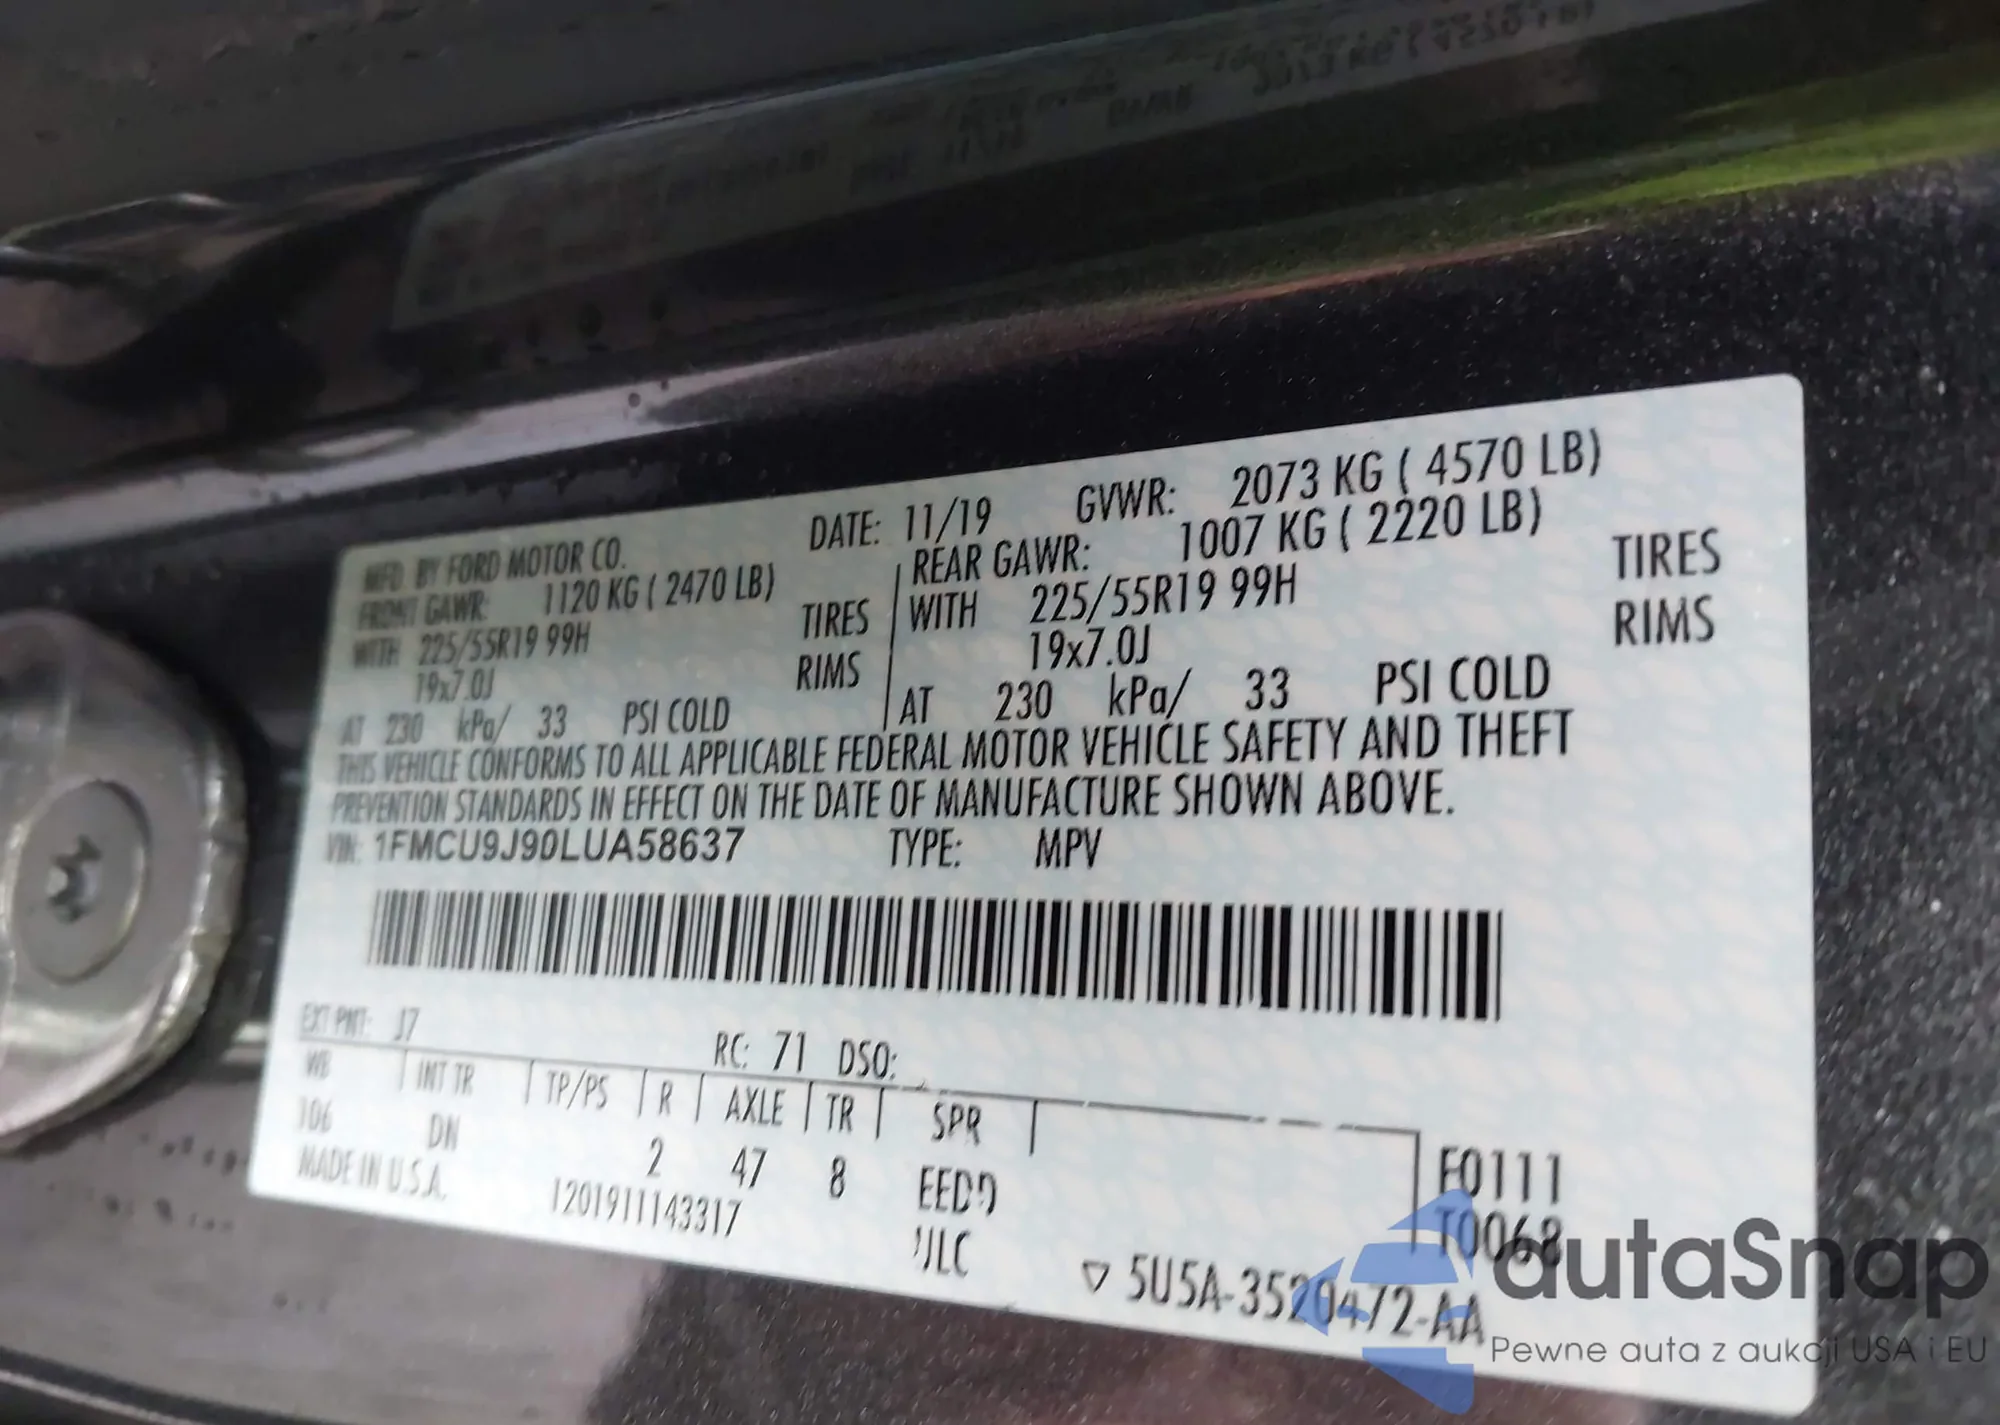 MFD. BY FORD MOTOR CO.
DATE: 11/19 GVWR: 2073 KG ( 4570 LB)
FRONT GAWR: 1120 KG ( 2470 LB) REAR GAWR: 1007 KG ( 2220 LB)
WITH 225/55R19 99H TIRES WITH 225/55R19 99H TIRES
19x7.0J RIMS 19x7.0J RIMS
AT 230 kPa/ 33 PSI COLD AT 230 kPa/ 33 PSI COLD
THIS VEHICLE CONFORMS TO ALL APPLICABLE FEDERAL MOTOR VEHICLE SAFETY AND THEFT
PREVENTION STANDARDS IN EFFECT ON THE DATE OF MANUFACTURE SHOWN ABOVE.
VIN: 1FMCU9J90LUA58637 TYPE: MPV
EXT PNT: J7 RC: 71 DSO:
WB INT TR TP/PS R AXLE TR SPR
106 DN 2 47 8 F0111
MADE IN U.S.A. 1201911143317 T0068
▽ 5U5A-3520472-AA
autaSnap
Pewne auta z aukcji USA i EU